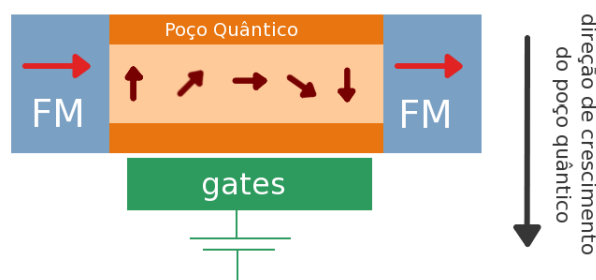 Poço Quântico
FM
FM
gates
direção de crescimento
do poço quântico